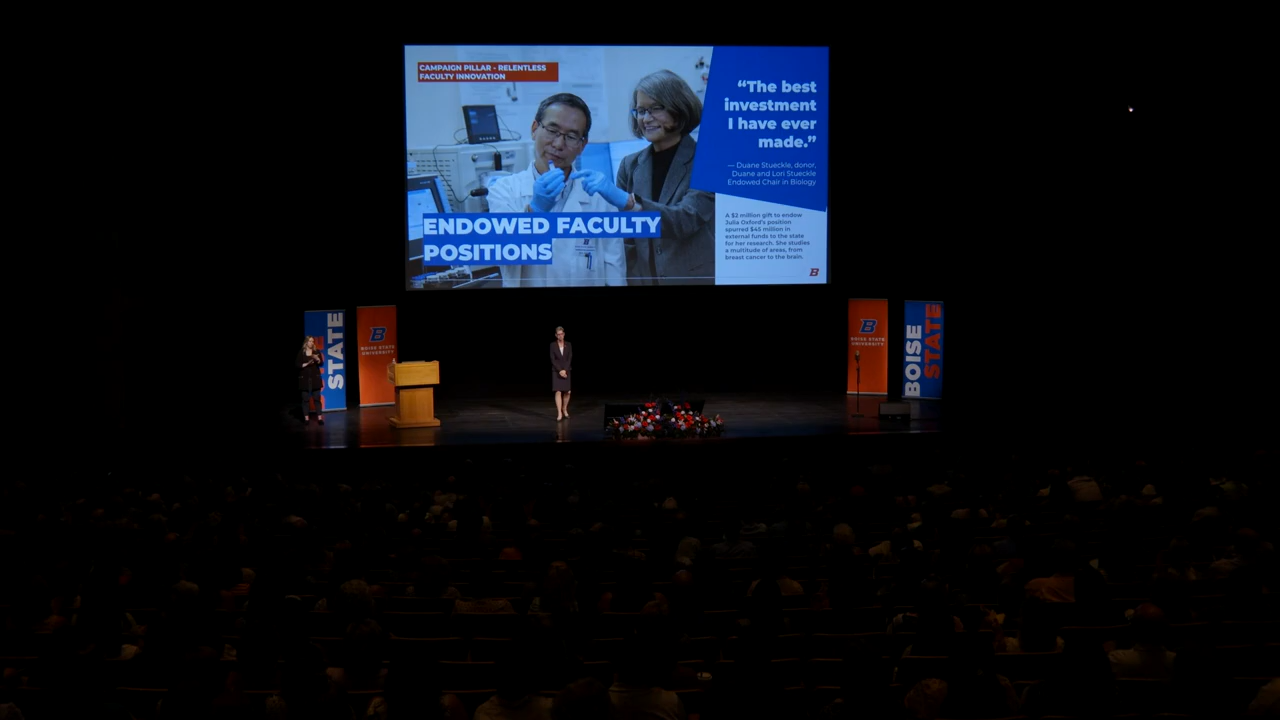 CAMPAIGN PILLAR - RELENTLESS
FACULTY INNOVATION
"The best
investment
I have ever
made."
— Duane Stueckle, donor,
Duane and Lori Stueckle
Endowed Chair in Biology
ENDOWED FACULTY
POSITIONS
A $2 million gift to endow
Julia Oxford's position
spurred $45 million in
external funds to the state
for her research. She studies
a multitude of areas, from
breast cancer to the brain.
B
STATE
B
BOISE STATE
UNIVERSITY
B
BOISE STATE
UNIVERSITY
BOISE
STATE